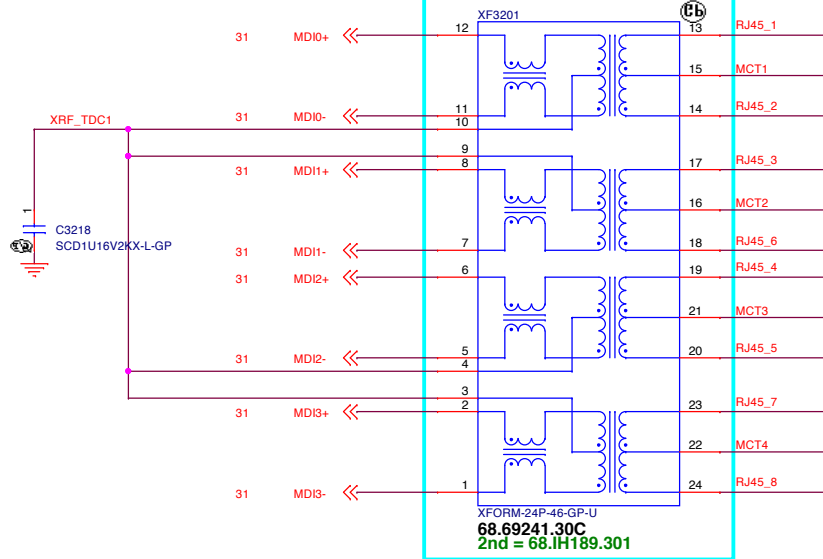 XF3201
31 MDI0+ 12 13 RJ45_1
15 MCT1
31 MDI0- 11 14 RJ45_2
XRF_TDC1 10
9
31 MDI1+ 8 17 RJ45_3
16 MCT2
1
C3218
SCD1U16V2KX-L-GP
31 MDI1- 7 18 RJ45_6
31 MDI2+ 6 19 RJ45_4
21 MCT3
31 MDI2- 5 20 RJ45_5
4
3
31 MDI3+ 2 23 RJ45_7
22 MCT4
31 MDI3- 1 24 RJ45_8
XFORM-24P-46-GP-U
68.69241.30C
2nd = 68.IH189.301